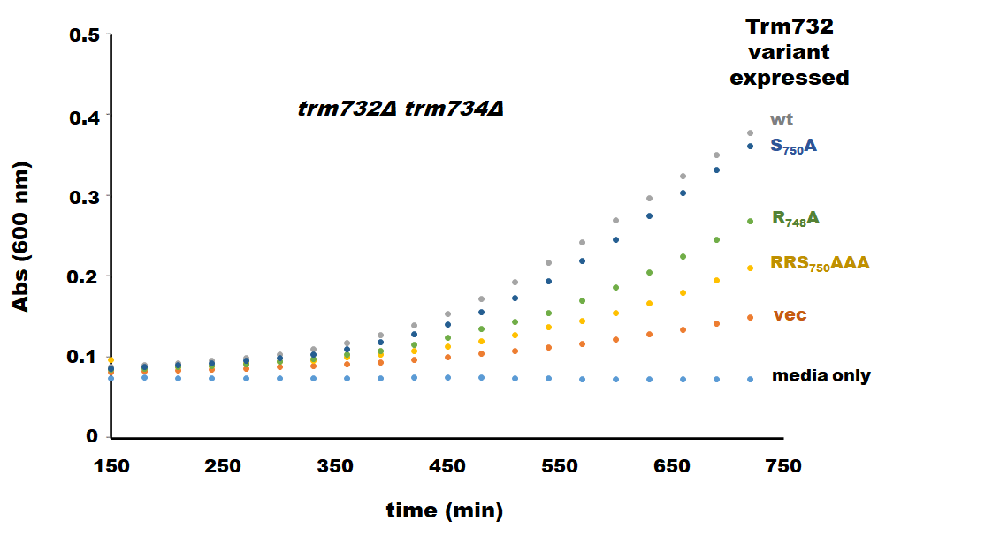 Trm732
variant
expressed
0.5
trm732Δ trm734Δ
0.4
wt
S750A
0.3
R748A
RRS750AAA
0.2
vec
0.1
media only
0
Abs (600 nm)
150 250 350 450 550 650 750
time (min)